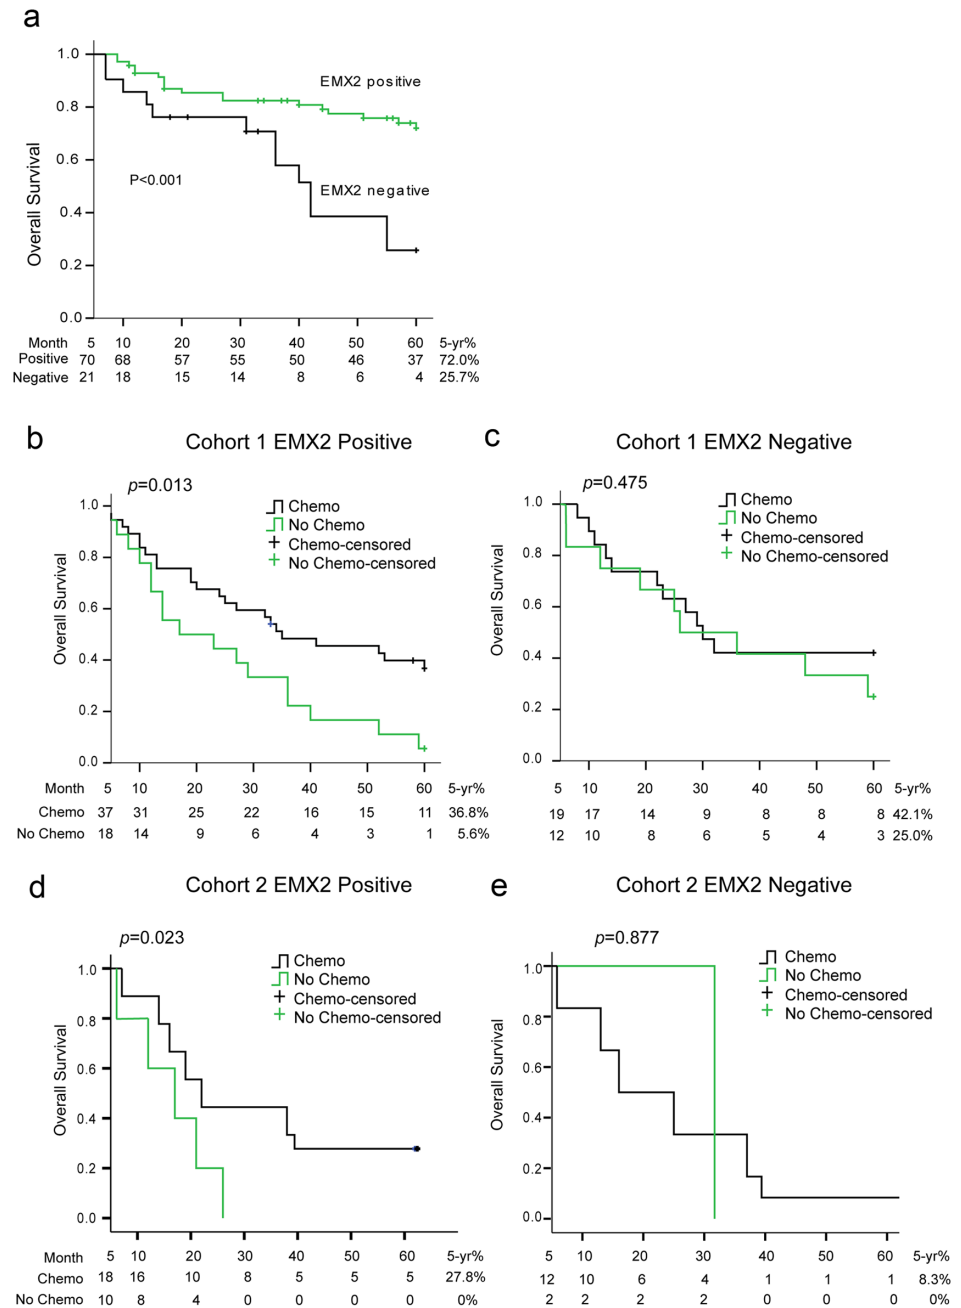 a
1.0
0.8
0.6
0.4
0.2
0.0
Overall Survival
EMX2 positive
EMX2 negative
P<0.001
Month 5 10 20 30 40 50 60 5-yr%
Positive 70 68 57 55 50 46 37 72.0%
Negative 21 18 15 14 8 6 4 25.7%
b
Cohort 1 EMX2 Positive
p=0.013
Chemo
No Chemo
Chemo-censored
No Chemo-censored
1.0
0.8
0.6
0.4
0.2
0.0
Overall Survival
Month 5 10 20 30 40 50 60 5-yr%
Chemo 37 31 25 22 16 15 11 36.8%
No Chemo 18 14 9 6 4 3 1 5.6%
c
Cohort 1 EMX2 Negative
p=0.475
Chemo
No Chemo
Chemo-censored
No Chemo-censored
1.0
0.8
0.6
0.4
0.2
0.0
Overall Survival
5 10 20 30 40 50 60 5-yr%
19 17 14 9 8 8 8 42.1%
12 10 8 6 5 4 3 25.0%
d
Cohort 2 EMX2 Positive
p=0.023
Chemo
No Chemo
Chemo-censored
No Chemo-censored
1.0
0.8
0.6
0.4
0.2
0.0
Overall Survival
Month 5 10 20 30 40 50 60 5-yr%
Chemo 18 16 10 8 5 5 5 27.8%
No Chemo 10 8 4 0 0 0 0 0%
e
Cohort 2 EMX2 Negative
p=0.877
Chemo
No Chemo
Chemo-censored
No Chemo-censored
1.0
0.8
0.6
0.4
0.2
0.0
Overall Survival
5 10 20 30 40 50 60 5-yr%
12 10 6 4 1 1 1 8.3%
2 2 2 2 0 0 0 0%